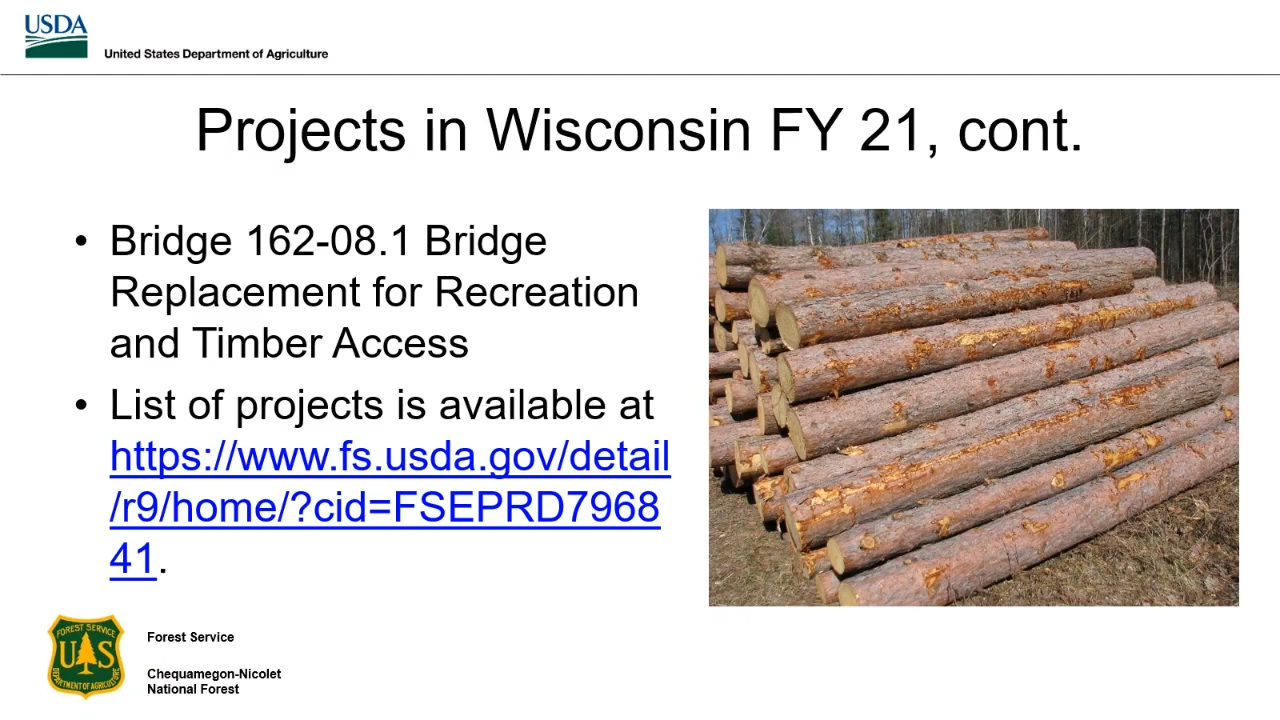 USDA
United States Department of Agriculture
Projects in Wisconsin FY 21, cont.
• Bridge 162-08.1 Bridge
Replacement for Recreation
and Timber Access
• List of projects is available at
https://www.fs.usda.gov/detail
/r9/home/?cid=FSEPRD7968
41.
FOREST SERVICE
U S
DEPARTMENT OF AGRICULTURE
Forest Service
Chequamegon-Nicolet
National Forest